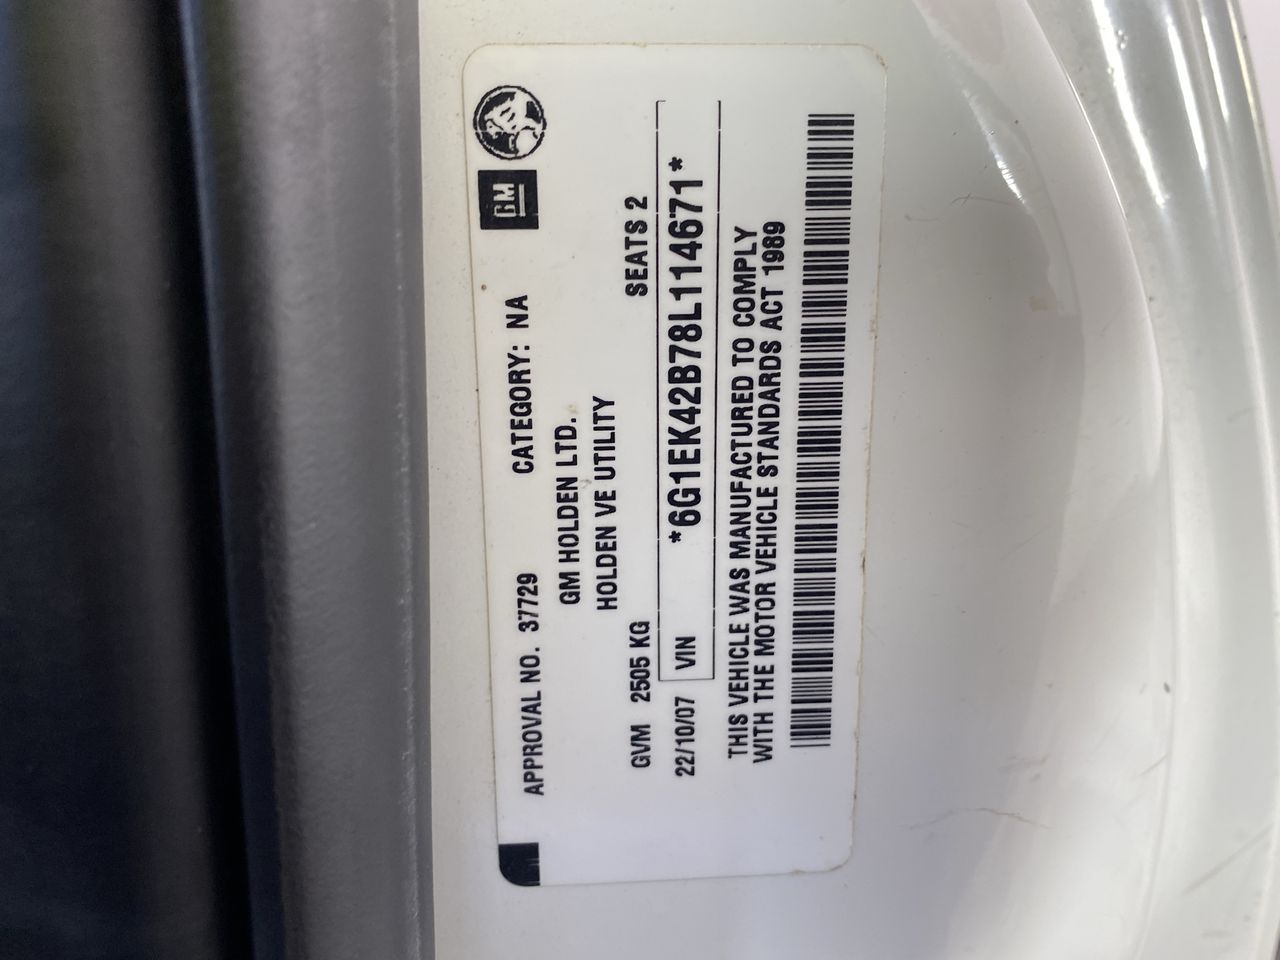 APPROVAL NO. 37729 CATEGORY: NA GM
GM HOLDEN LTD.
HOLDEN VE UTILITY
GVM 2505 KG SEATS 2
22/10/07 VIN *6G1EK42B78L114671*
THIS VEHICLE WAS MANUFACTURED TO COMPLY
WITH THE MOTOR VEHICLE STANDARDS ACT 1989